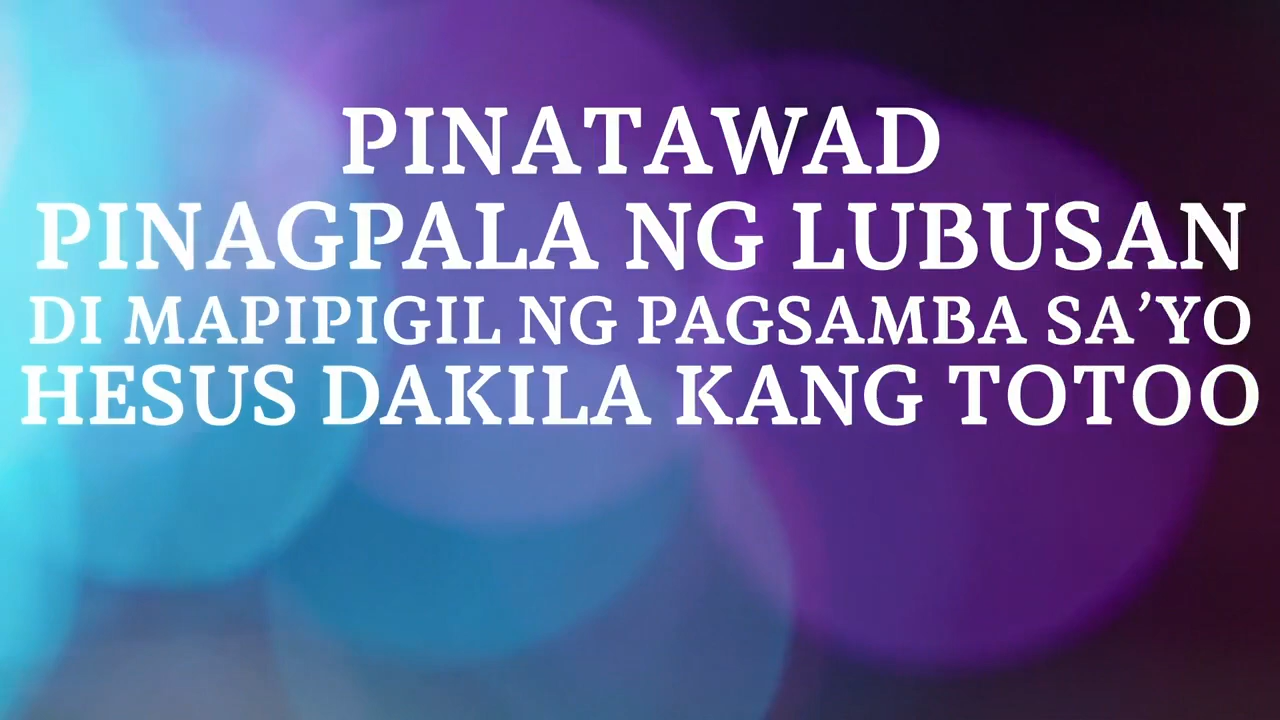 PINATAWAD
PINAGPALA NG LUBUSAN
DI MAPIPIGIL NG PAGSAMBA SA’YO
HESUS DAKILA KANG TOTOO